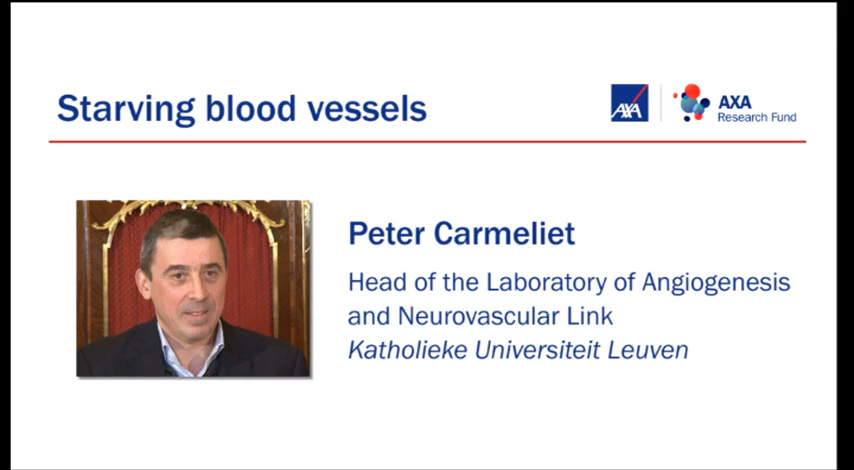 Starving blood vessels
AXA
AXA
Research Fund
Peter Carmeliet
Head of the Laboratory of Angiogenesis
and Neurovascular Link
Katholieke Universiteit Leuven